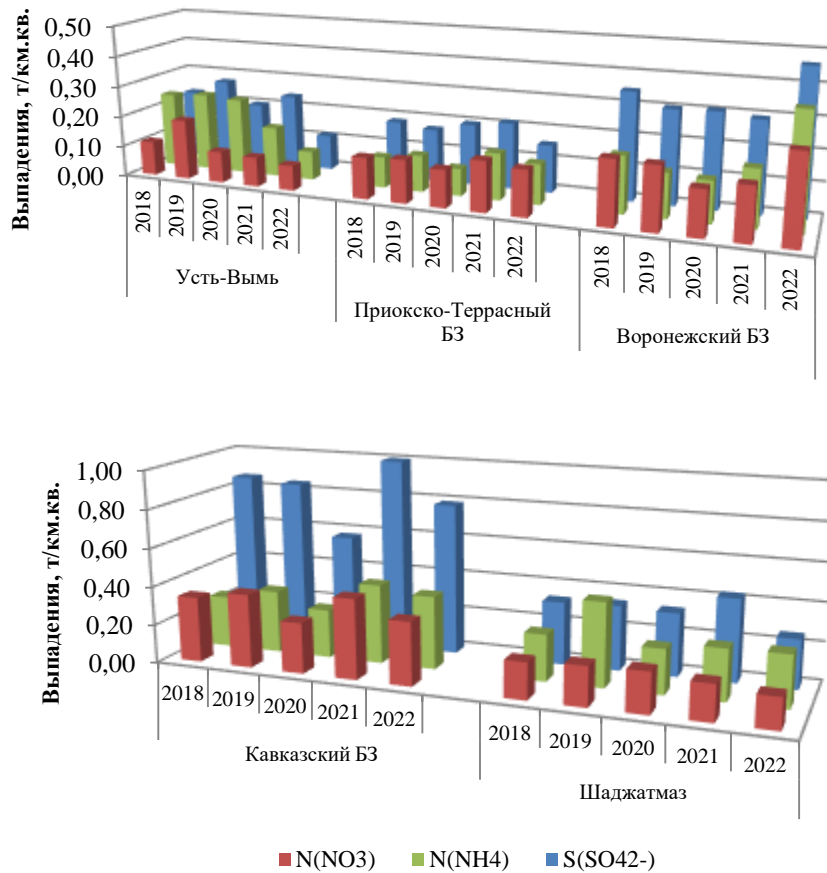 Выпадения, т/км.кв.
0,50
0,40
0,30
0,20
0,10
0,00
2018 2019 2020 2021 2022 2018 2019 2020 2021 2022 2018 2019 2020 2021 2022
Усть-Вымь
Приокско-Террасный
БЗ
Воронежский БЗ
Выпадения, т/км.кв.
1,00
0,80
0,60
0,40
0,20
0,00
2018 2019 2020 2021 2022 2018 2019 2020 2021 2022
Кавказский БЗ
Шаджатмаз
N(NO3) N(NH4) S(SO42-)